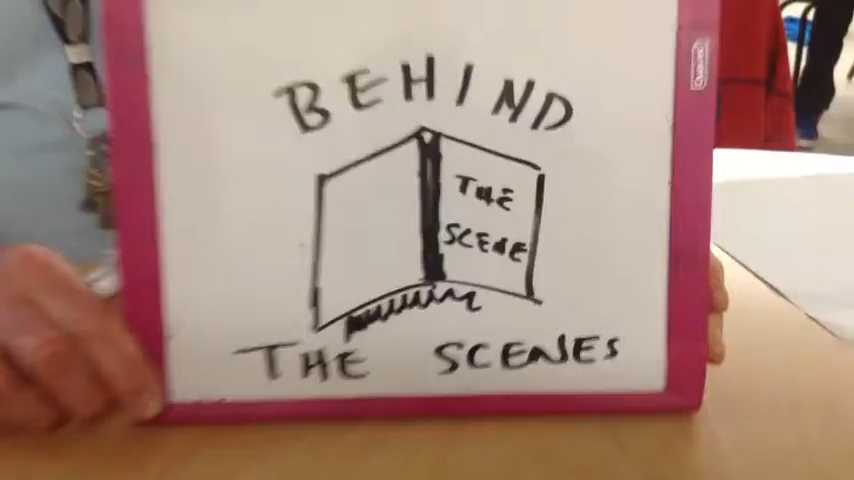 BEHIND
THE
SCENE
THE SCENES